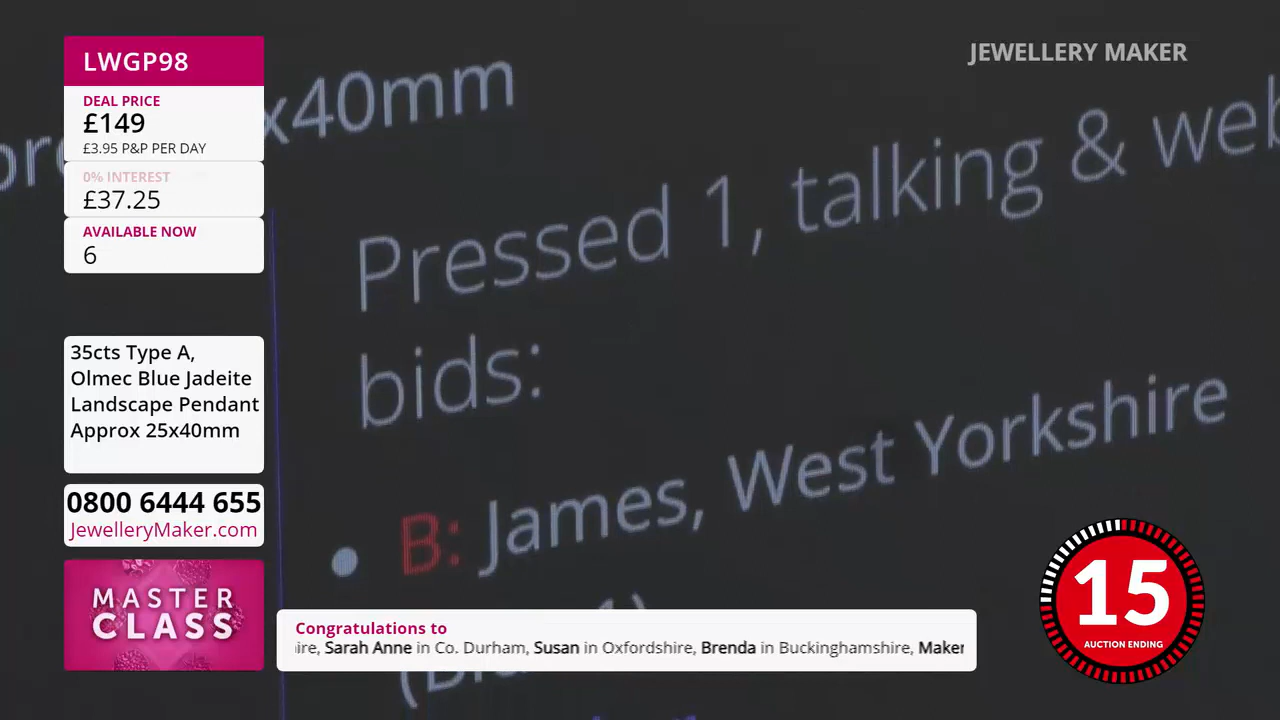 LWGP98
DEAL PRICE
£149
£3.95 P&P PER DAY
0% INTEREST
£37.25
AVAILABLE NOW
6
35cts Type A,
Olmec Blue Jadeite
Landscape Pendant
Approx 25x40mm
0800 6444 655
JewelleryMaker.com
MASTER
CLASS
JEWELLERY MAKER
x40mm
Pressed 1, talking & web
bids:
• B: James, West Yorkshire
Congratulations to
ire, Sarah Anne in Co. Durham, Susan in Oxfordshire, Brenda in Buckinghamshire, Maker
15
AUCTION ENDING